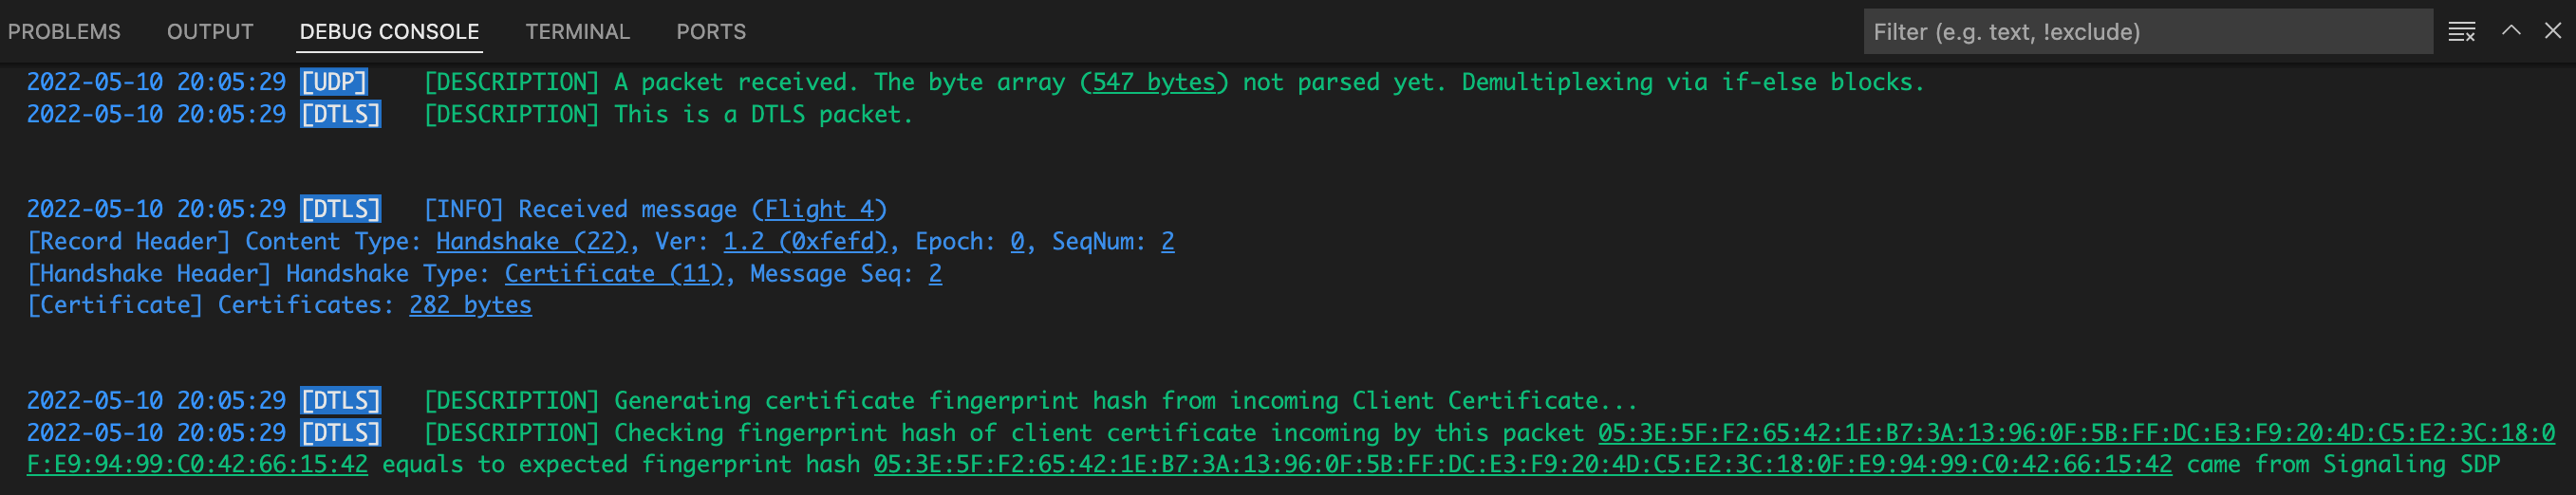 PROBLEMS OUTPUT DEBUG CONSOLE TERMINAL PORTS Filter (e.g. text, !exclude)
2022-05-10 20:05:29 [UDP] [DESCRIPTION] A packet received. The byte array (547 bytes) not parsed yet. Demultiplexing via if-else blocks.
2022-05-10 20:05:29 [DTLS] [DESCRIPTION] This is a DTLS packet.
2022-05-10 20:05:29 [DTLS] [INFO] Received message (Flight 4)
[Record Header] Content Type: Handshake (22), Ver: 1.2 (0xfefd), Epoch: 0, SeqNum: 2
[Handshake Header] Handshake Type: Certificate (11), Message Seq: 2
[Certificate] Certificates: 282 bytes
2022-05-10 20:05:29 [DTLS] [DESCRIPTION] Generating certificate fingerprint hash from incoming Client Certificate...
2022-05-10 20:05:29 [DTLS] [DESCRIPTION] Checking fingerprint hash of client certificate incoming by this packet 05:3E:5F:F2:65:42:1E:B7:3A:13:96:0F:5B:FF:DC:E3:F9:20:4D:C5:E2:3C:18:0
F:E9:94:99:C0:42:66:15:42 equals to expected fingerprint hash 05:3E:5F:F2:65:42:1E:B7:3A:13:96:0F:5B:FF:DC:E3:F9:20:4D:C5:E2:3C:18:0F:E9:94:99:C0:42:66:15:42 came from Signaling SDP